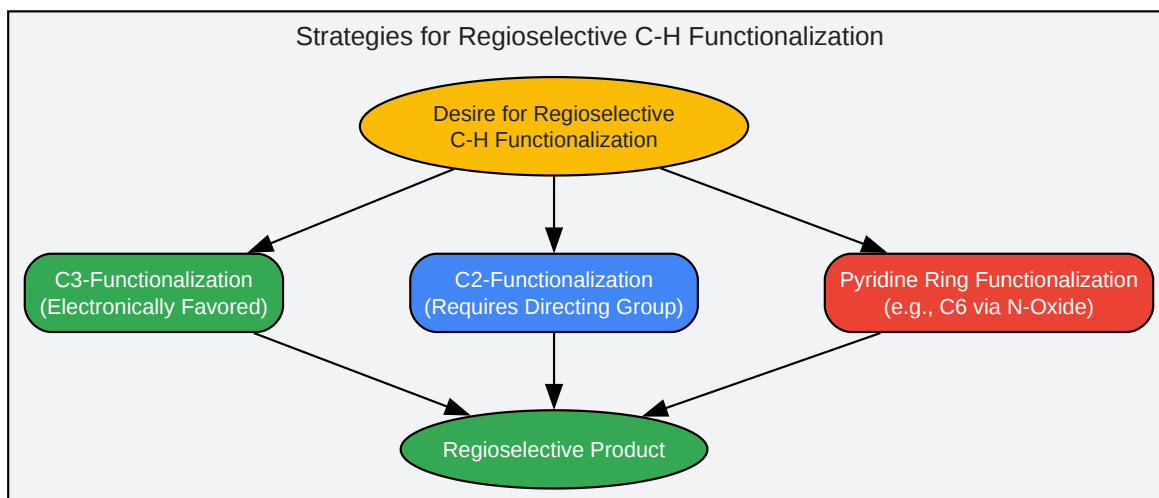 Strategies for Regioselective C-H Functionalization
Desire for Regioselective
C-H Functionalization
C3-Functionalization
(Electronically Favored)
C2-Functionalization
(Requires Directing Group)
Pyridine Ring Functionalization
(e.g., C6 via N-Oxide)
Regioselective Product